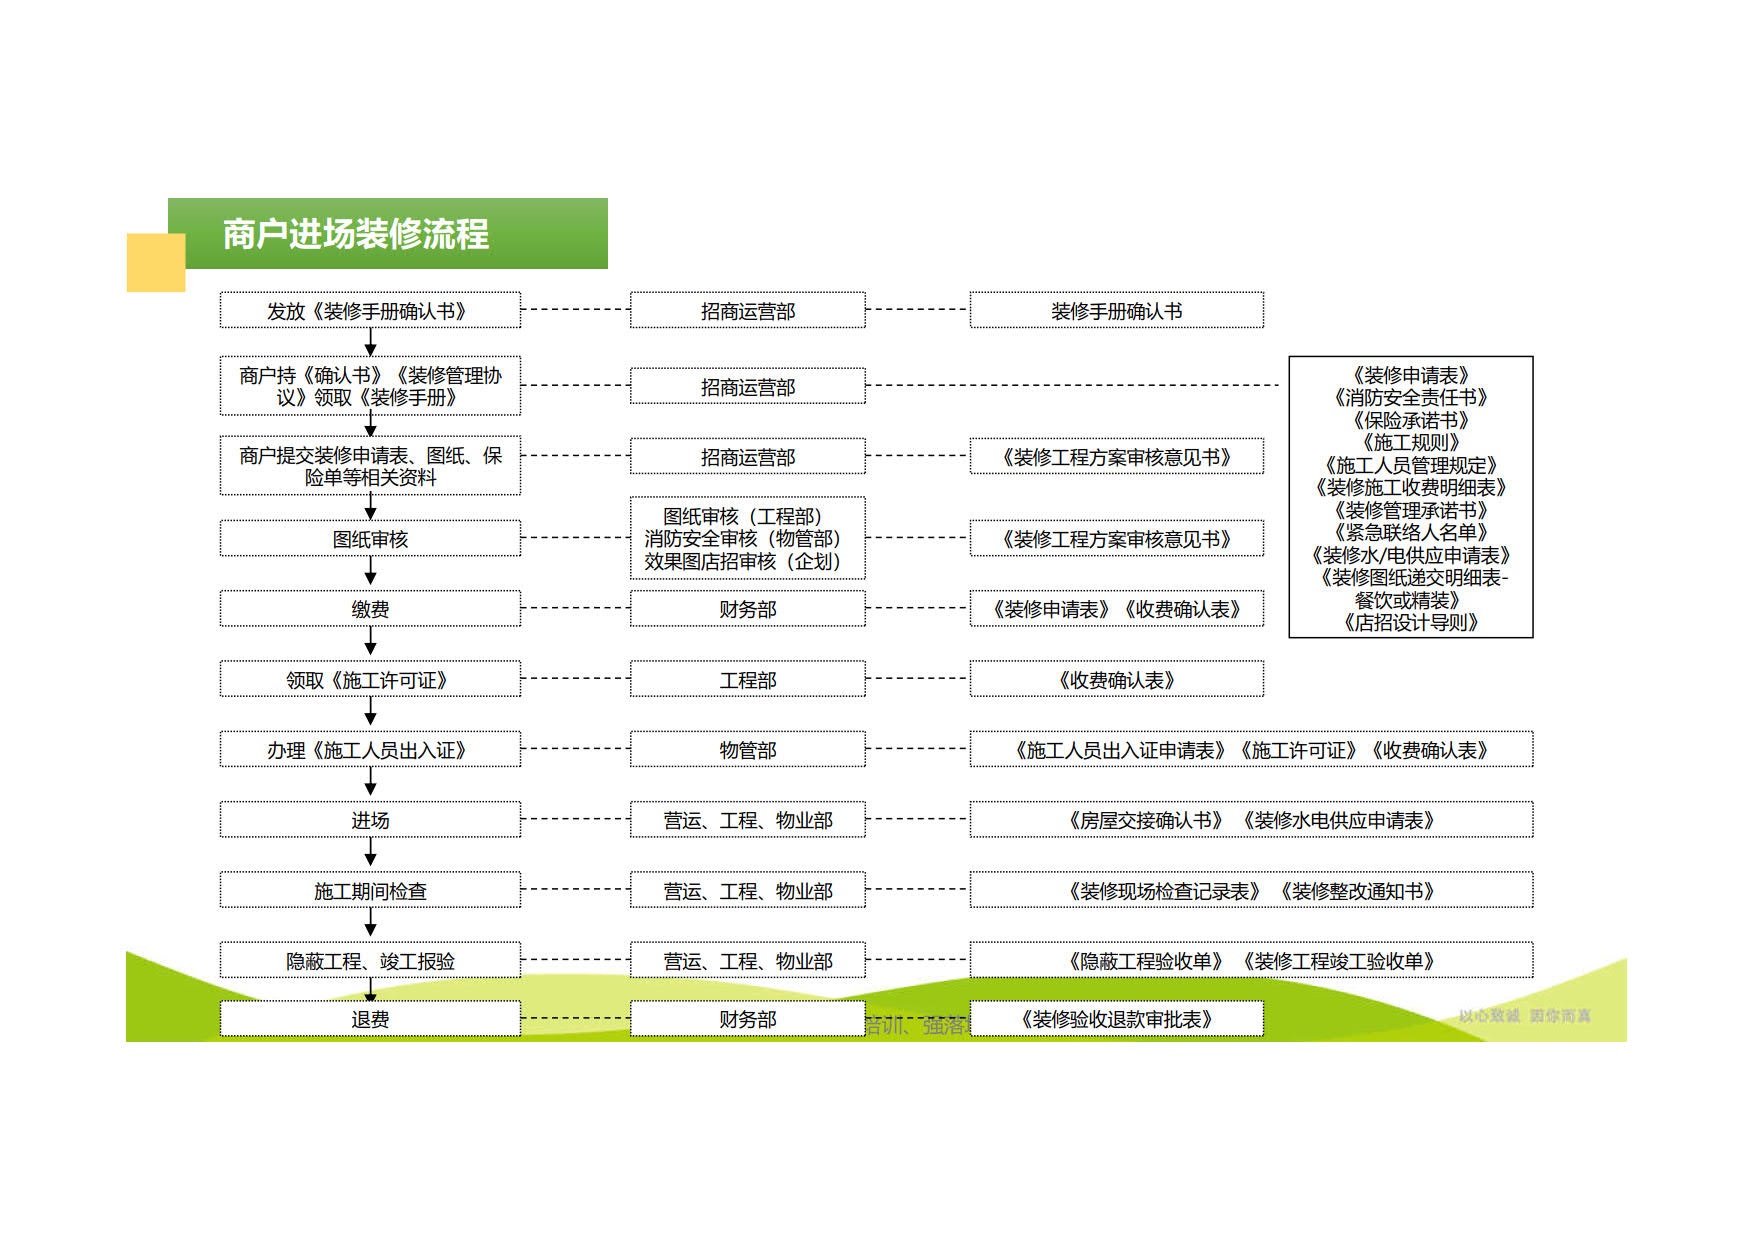 商户进场装修流程
发放《装修手册确认书》
招商运营部
装修手册确认书
商户持《确认书》《装修管理协
议》领取《装修手册》
招商运营部
《装修申请表》
《消防安全责任书》
《保险承诺书》
《施工规则》
《施工人员管理规定》
《装修施工收费明细表》
《装修管理承诺书》
《紧急联络人名单》
《装修水/电供应申请表》
《装修图纸递交明细表-
餐饮或精装》
《店招设计导则》
商户提交装修申请表、图纸、保
险单等相关资料
招商运营部
《装修工程方案审核意见书》
图纸审核
图纸审核（工程部）
消防安全审核（物管部）
效果图店招审核（企划）
《装修工程方案审核意见书》
缴费
财务部
《装修申请表》《收费确认表》
领取《施工许可证》
工程部
《收费确认表》
办理《施工人员出入证》
物管部
《施工人员出入证申请表》《施工许可证》《收费确认表》
进场
营运、工程、物业部
《房屋交接确认书》 《装修水电供应申请表》
施工期间检查
营运、工程、物业部
《装修现场检查记录表》 《装修整改通知书》
隐蔽工程、竣工报验
营运、工程、物业部
《隐蔽工程验收单》 《装修工程竣工验收单》
退费
财务部
培训、强落
《装修验收退款审批表》
以心致诚 因你而真